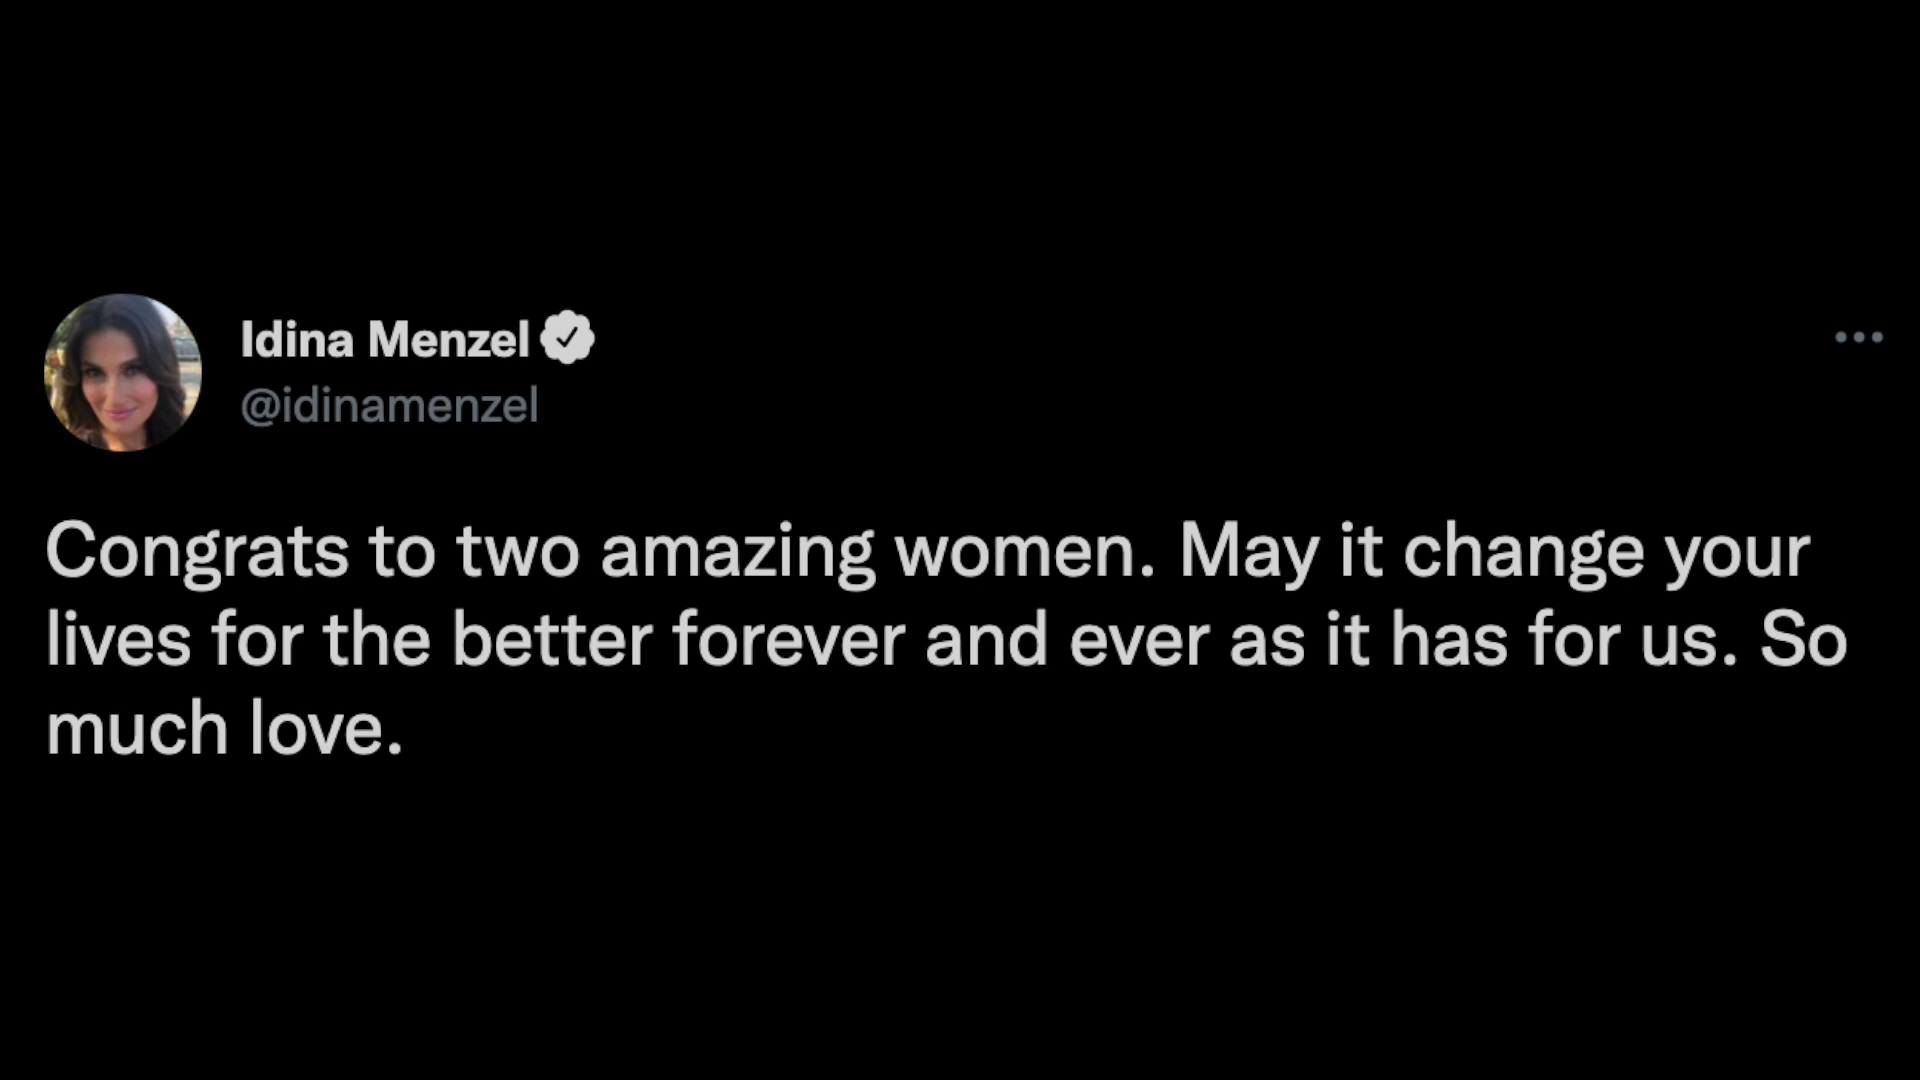 Idina Menzel
@idinamenzel
Congrats to two amazing women. May it change your
lives for the better forever and ever as it has for us. So
much love.